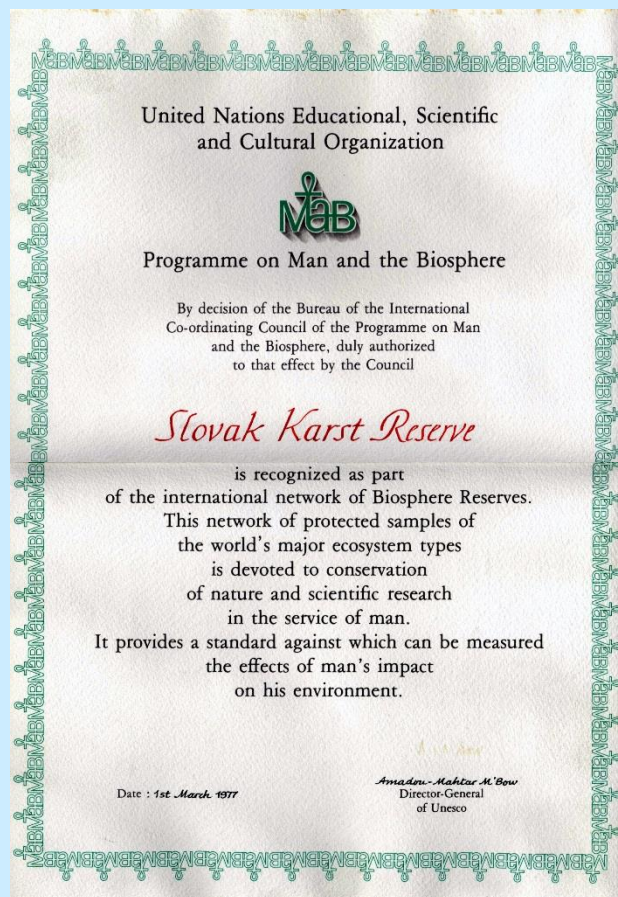 United Nations Educational, Scientific
and Cultural Organization
MaB
Programme on Man and the Biosphere
By decision of the Bureau of the International
Co-ordinating Council of the Programme on Man
and the Biosphere, duly authorized
to that effect by the Council
Slovak Karst Reserve
is recognized as part
of the international network of Biosphere Reserves.
This network of protected samples of
the world's major ecosystem types
is devoted to conservation
of nature and scientific research
in the service of man.
It provides a standard against which can be measured
the effects of man's impact
on his environment.
Date : 1st March 1977
Amadou-Mahtar M'Bow
Director-General
of Unesco